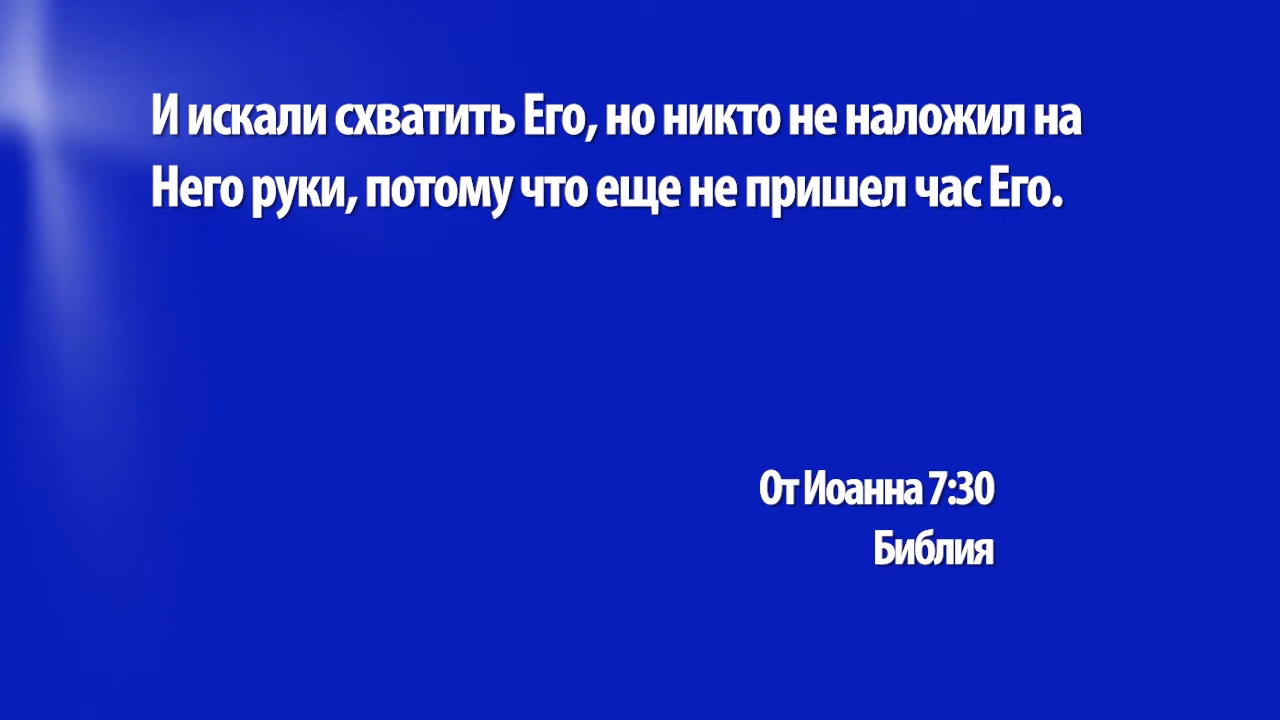 И искали схватить Его, но никто не наложил на
Него руки, потому что еще не пришел час Его.
От Иоанна 7:30
Библия